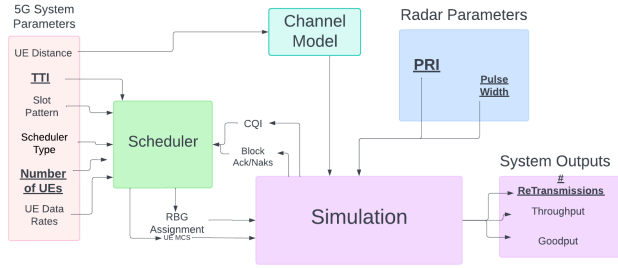 5G System
Parameters
UE Distance
TTI
Slot
Pattern
Scheduler
Type
Number
of UEs
UE Data
Rates
Scheduler
Channel
Model
CQI
Block
Ack/Naks
RBG
Assignment
UE MCS
Simulation
Radar Parameters
PRI
Pulse
Width
System Outputs
#
ReTransmissions
Throughput
Goodput